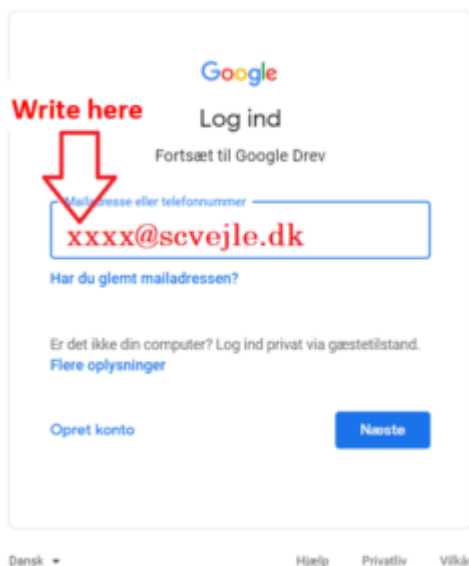 Google
Write here
Log ind
Fortsæt til Google Drev
Mailadresse eller telefonnummer
xxxx@scvejle.dk
Har du glemt mailadressen?
Er det ikke din computer? Log ind privat via gæstetilstand.
Flere oplysninger
Opret konto
Næste
Dansk
Hjælp
Privatliv